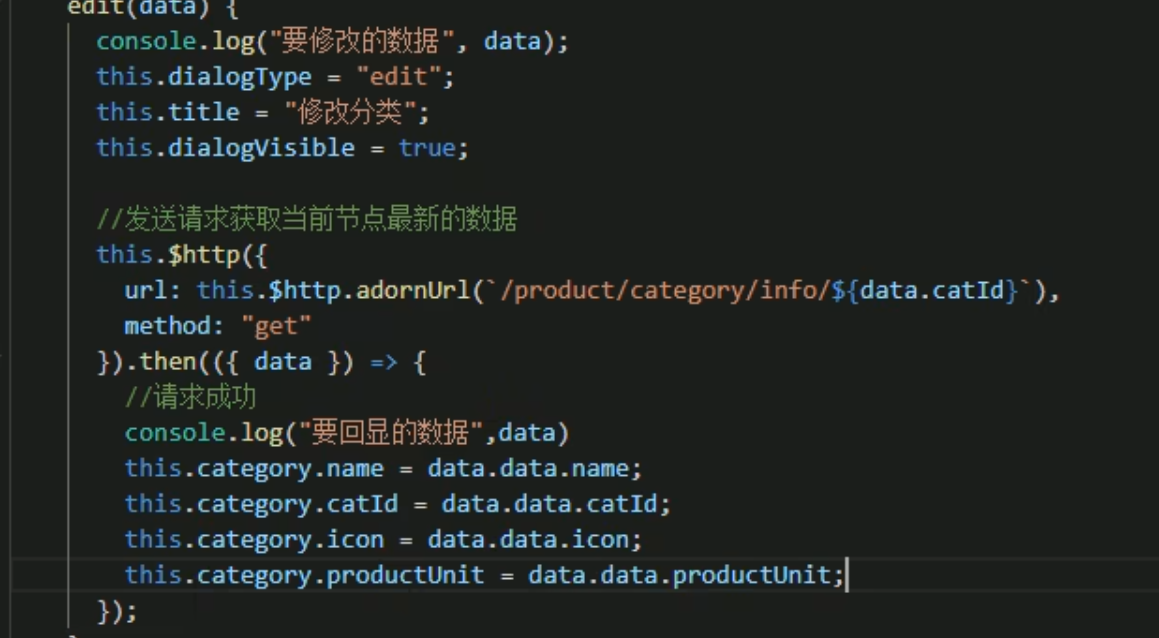 edit(data) {
console.log("要修改的数据", data);
this.dialogType = "edit";
this.title = "修改分类";
this.dialogVisible = true;
//发送请求获取当前节点最新的数据
this.$http({
url: this.$http.adornUrl(`/product/category/info/${data.catId}`),
method: "get"
}).then(({ data }) => {
//请求成功
console.log("要回显的数据",data)
this.category.name = data.data.name;
this.category.catId = data.data.catId;
this.category.icon = data.data.icon;
this.category.productUnit = data.data.productUnit;
});